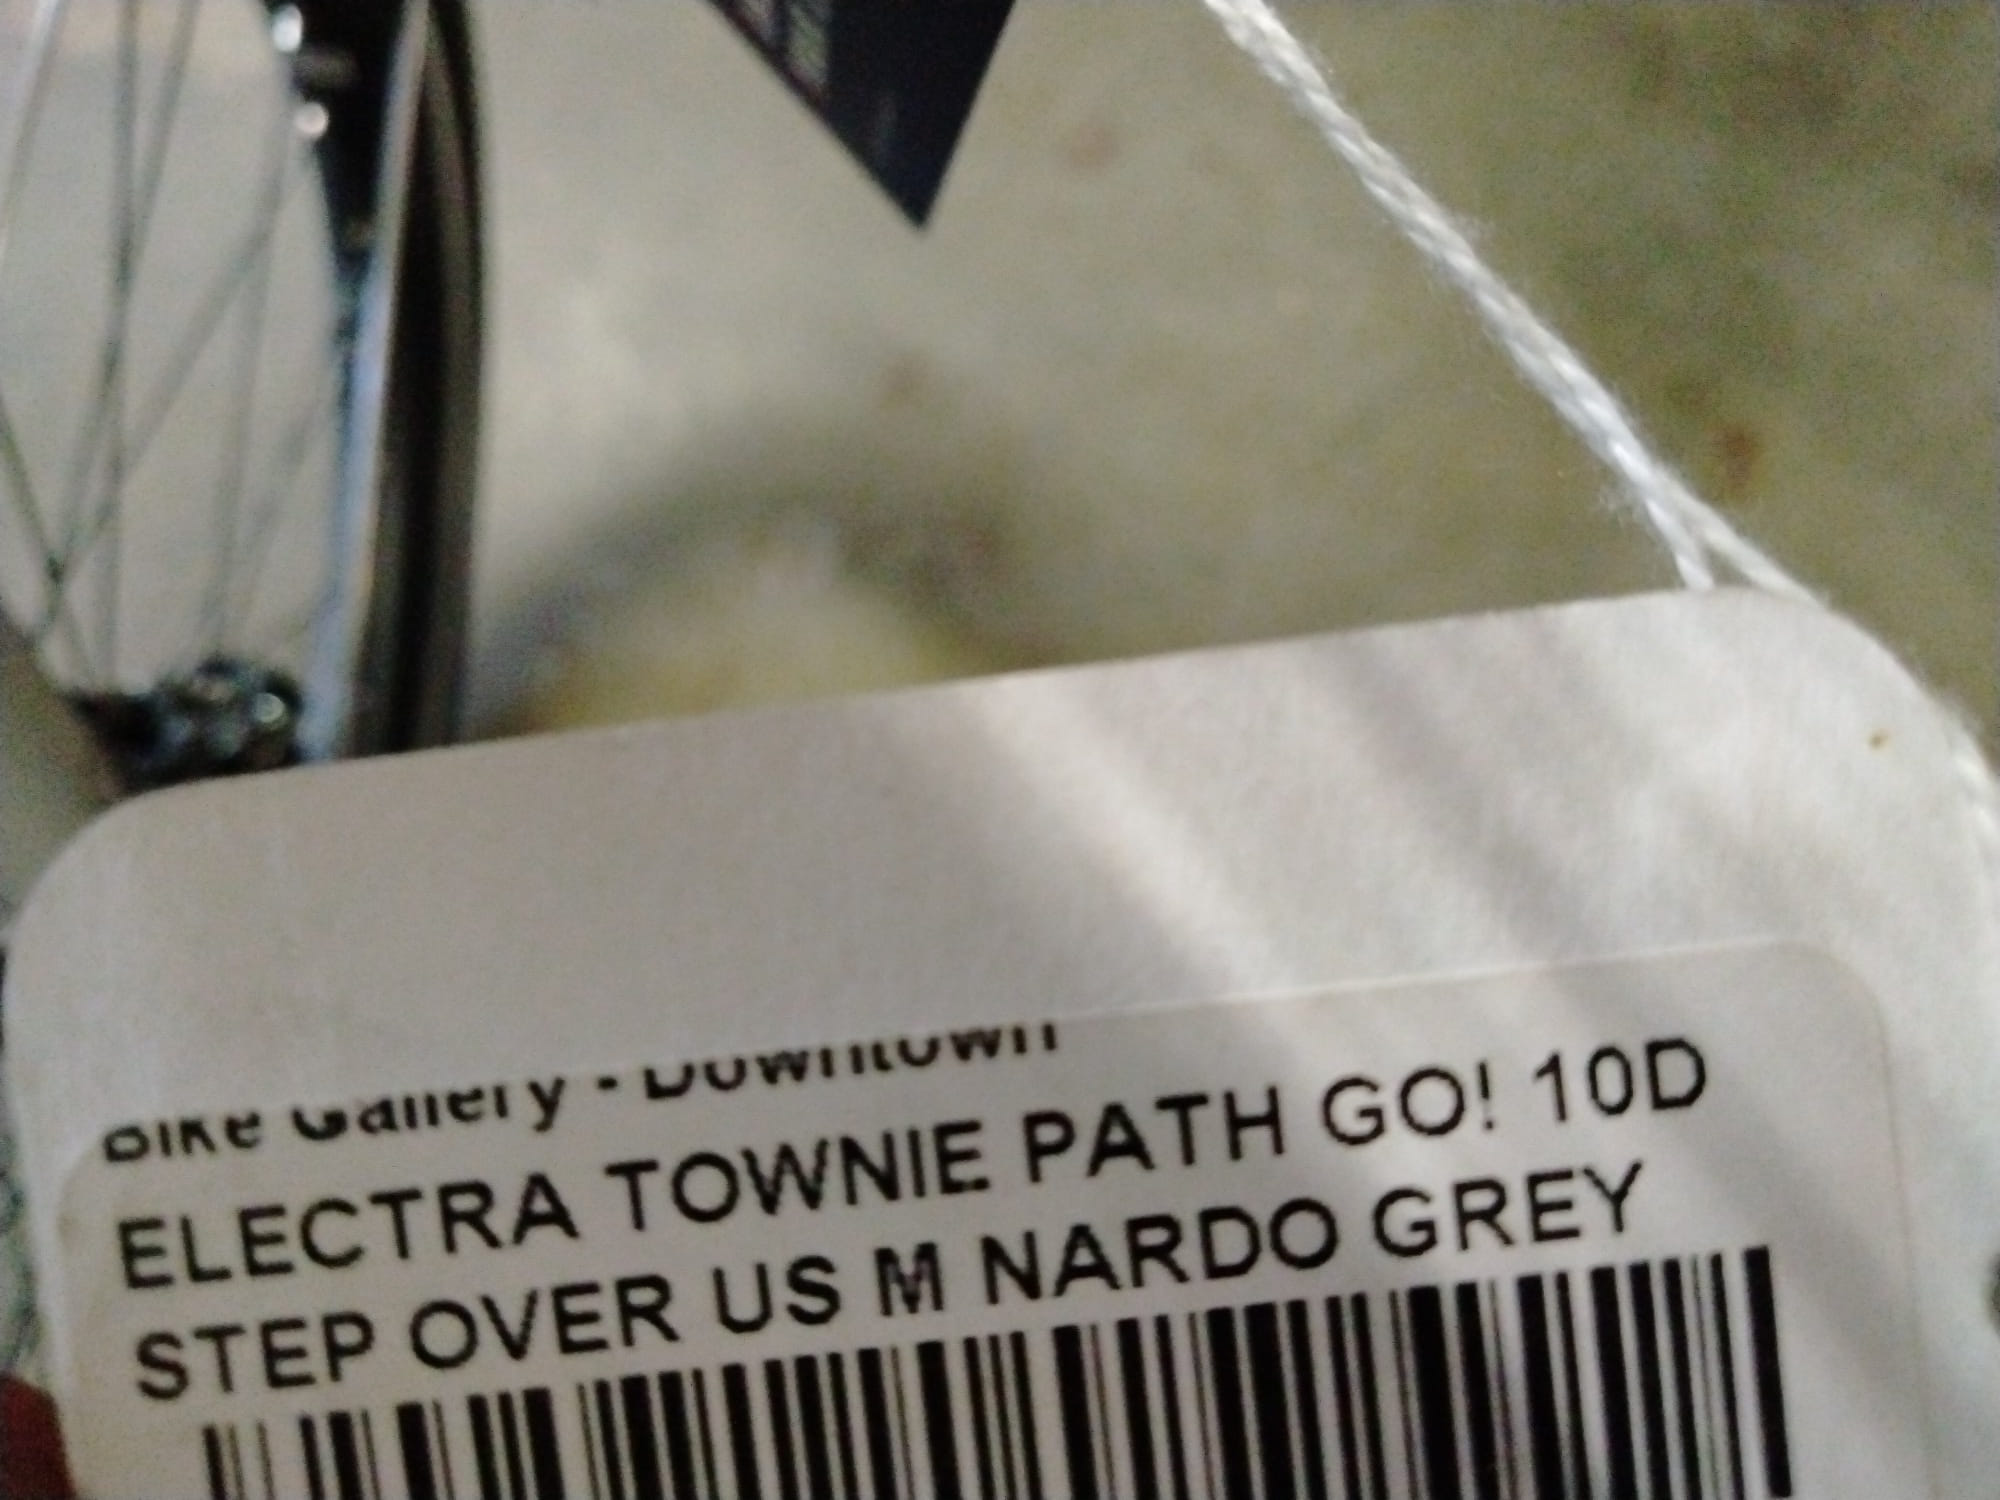 Bike Gallery - Downtown
ELECTRA TOWNIE PATH GO! 10D
STEP OVER US M NARDO GREY